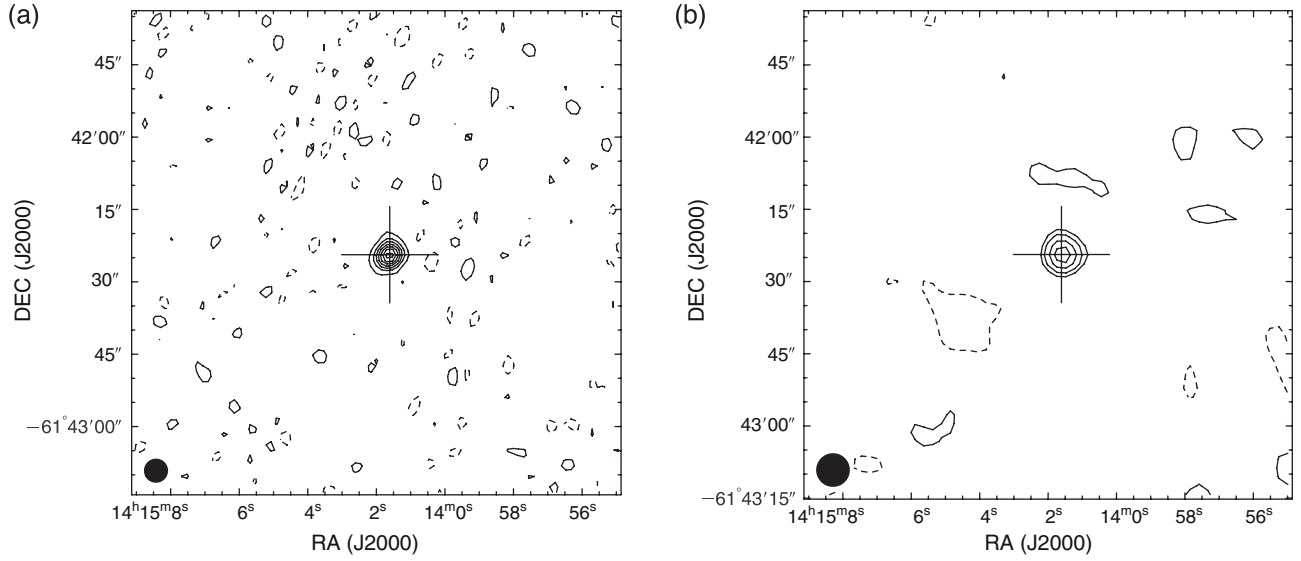 (a)
45″
42′00″
15″
30″
45″
−61°43′00″
14ʰ15ᵐ8ˢ 6ˢ 4ˢ 2ˢ 14ᵐ0ˢ 58ˢ 56ˢ
RA (J2000)
DEC (J2000)
(b)
45″
42′00″
15″
30″
45″
43′00″
−61°43′15″
14ʰ15ᵐ8ˢ 6ˢ 4ˢ 2ˢ 14ᵐ0ˢ 58ˢ 56ˢ
RA (J2000)
DEC (J2000)